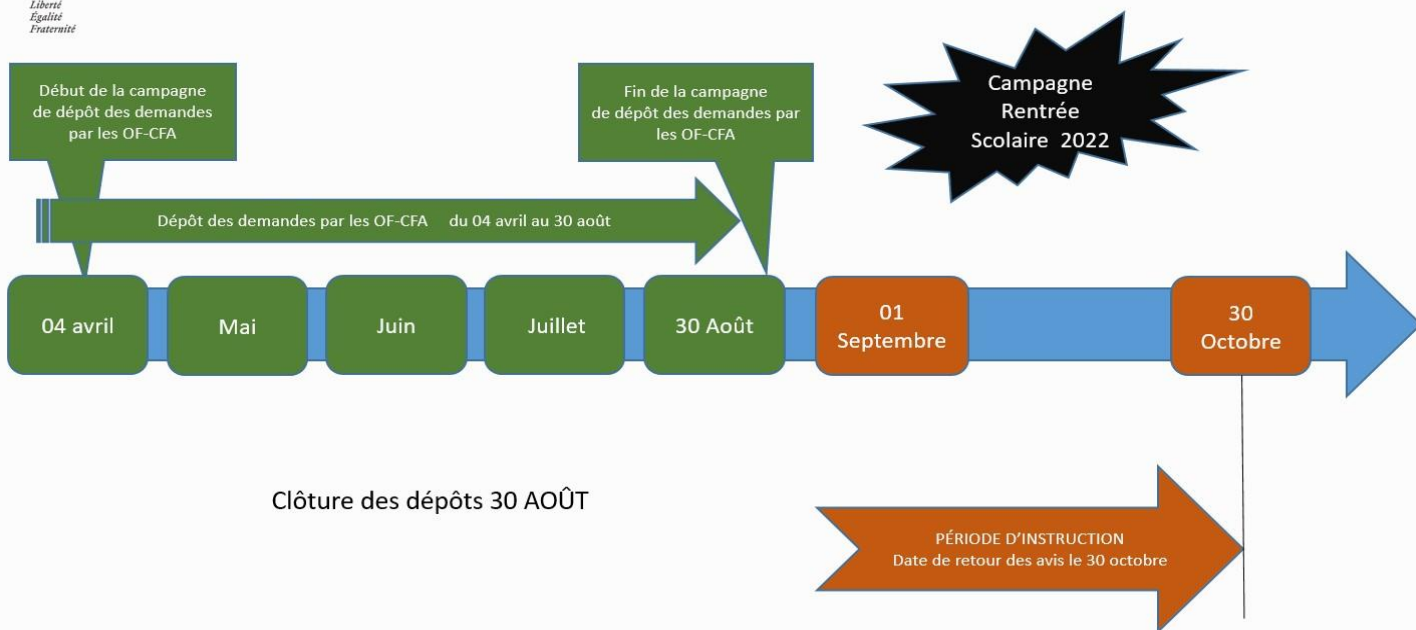 Liberté
Égalité
Fraternité
Début de la campagne
de dépôt des demandes
par les OF-CFA
Fin de la campagne
de dépôt des demandes par
les OF-CFA
Campagne
Rentrée
Scolaire 2022
Dépôt des demandes par les OF-CFA du 04 avril au 30 août
04 avril
Mai
Juin
Juillet
30 Août
01
Septembre
30
Octobre
Clôture des dépôts 30 AOÛT
PÉRIODE D'INSTRUCTION
Date de retour des avis le 30 octobre